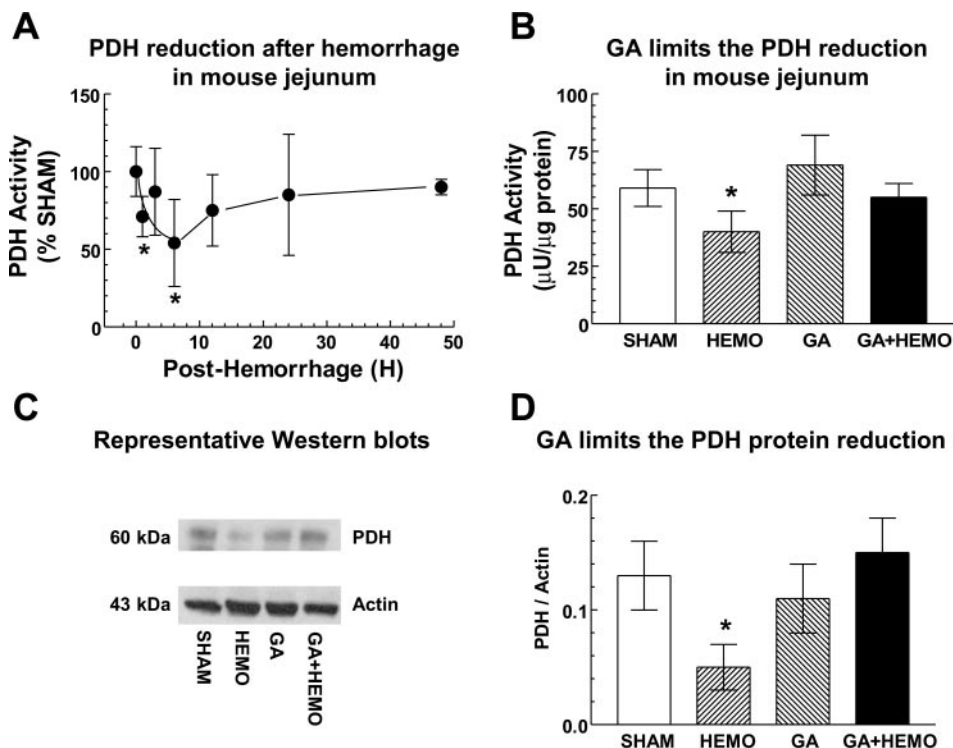 A
PDH reduction after hemorrhage
in mouse jejunum
PDH Activity
(% SHAM)
150
100
50
0
0 10 20 30 40 50
Post-Hemorrhage (H)
*
*
B
GA limits the PDH reduction
in mouse jejunum
PDH Activity
(μU/μg protein)
100
75
50
25
0
*
SHAM HEMO GA GA+HEMO
C
Representative Western blots
60 kDa PDH
43 kDa Actin
SHAM
HEMO
GA
GA+HEMO
D
GA limits the PDH protein reduction
PDH / Actin
0.2
0.1
0.0
*
SHAM HEMO GA GA+HEMO